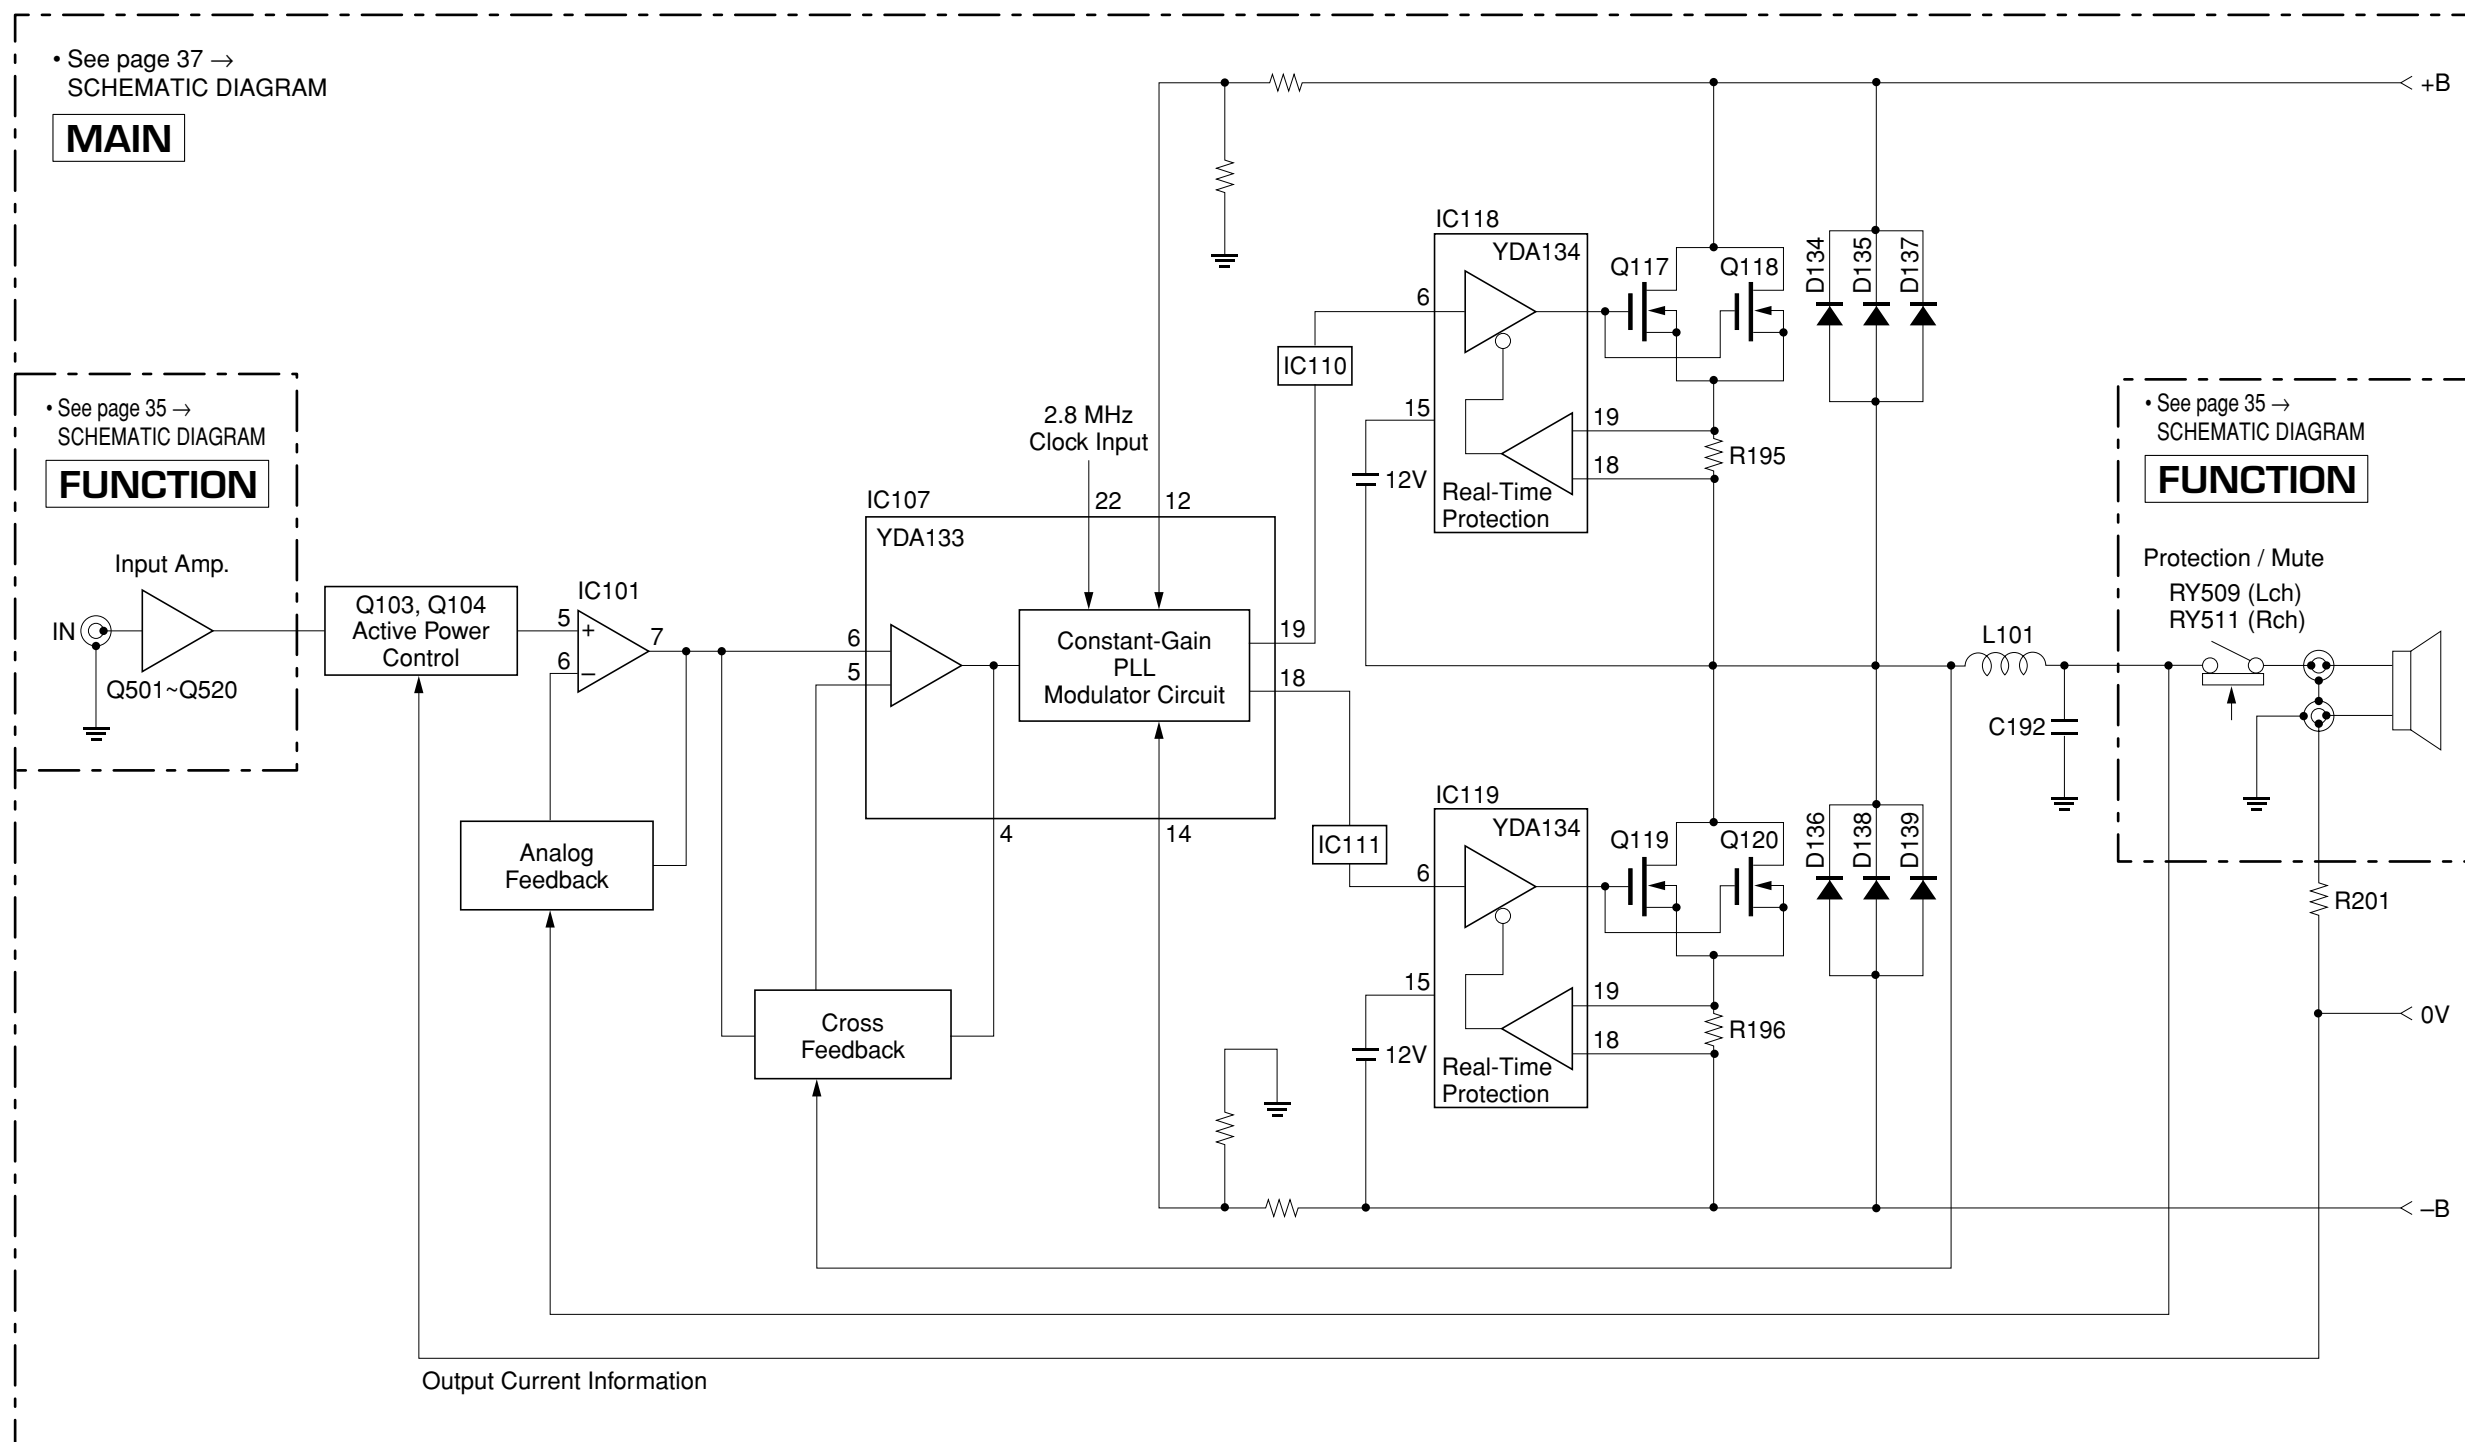 • See page 37 →
SCHEMATIC DIAGRAM
MAIN
+B
IC118
YDA134
Q117
Q118
D134
D135
D137
6
IC110
15
19
R195
18
12V
Real-Time
Protection
• See page 35 →
SCHEMATIC DIAGRAM
FUNCTION
Input Amp.
IN
Q501~Q520
Q103, Q104
Active Power
Control
IC101
5
+
6
–
7
2.8 MHz
Clock Input
IC107
22
12
YDA133
6
5
Constant-Gain
PLL
Modulator Circuit
19
18
4
14
• See page 35 →
SCHEMATIC DIAGRAM
FUNCTION
Protection / Mute
RY509 (Lch)
RY511 (Rch)
L101
C192
Analog
Feedback
Cross
Feedback
IC119
YDA134
Q119
Q120
D136
D138
D139
IC111
6
15
19
R196
18
12V
Real-Time
Protection
R201
0V
–B
Output Current Information